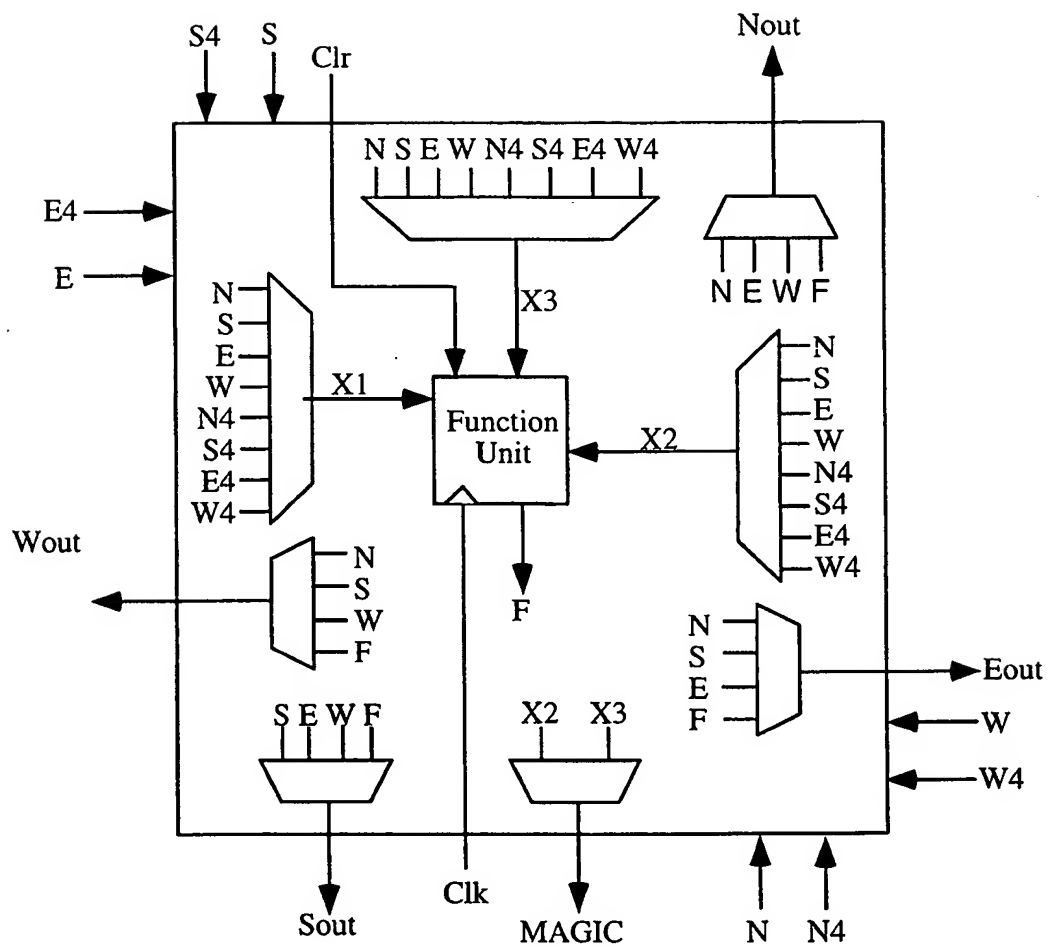 S4
S
Clr
Nout
N S E W N4 S4 E4 W4
E4
E
N E W F
X3
N
S
E
W
N4
S4
E4
W4
X1
Function
Unit
X2
N
S
E
W
N4
S4
E4
W4
Wout
N
S
W
F
F
N
S
E
F
Eout
W
W4
S E W F
X2 X3
Sout
Clk
MAGIC
N
N4